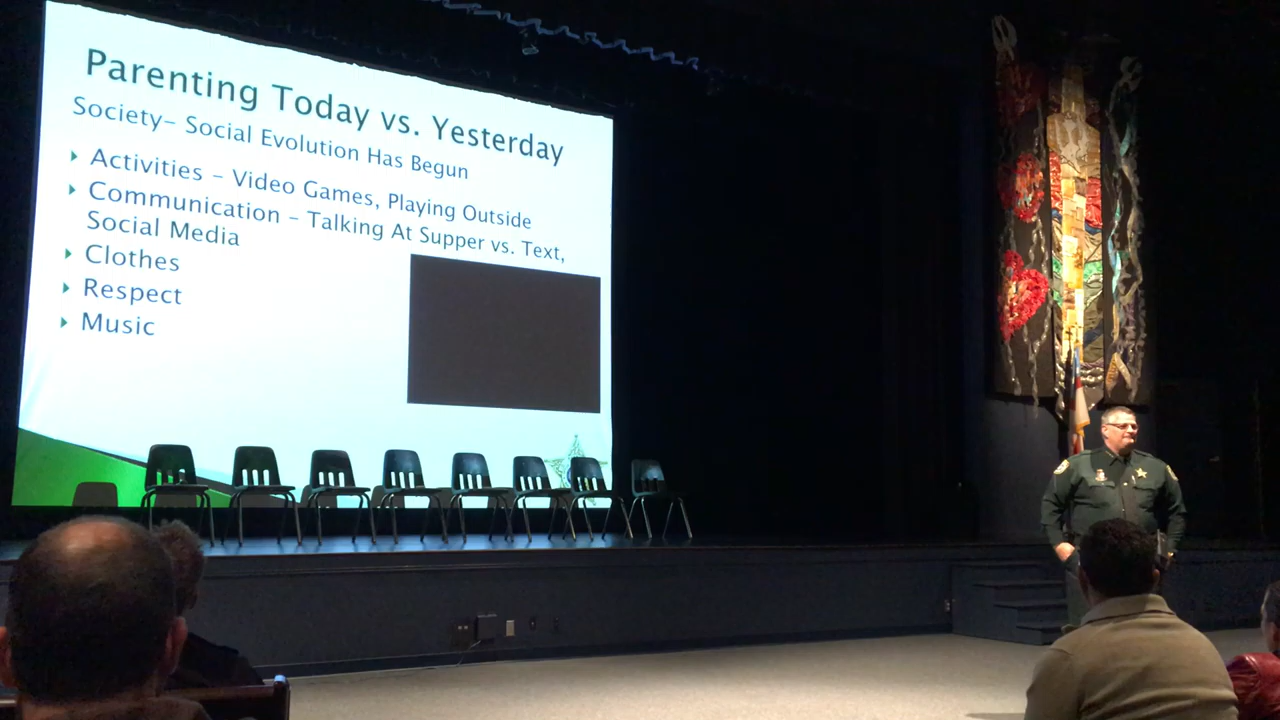 Parenting Today vs. Yesterday
Society– Social Evolution Has Begun
Activities – Video Games, Playing Outside
Communication – Talking At Supper vs. Text,
Social Media
Clothes
Respect
Music